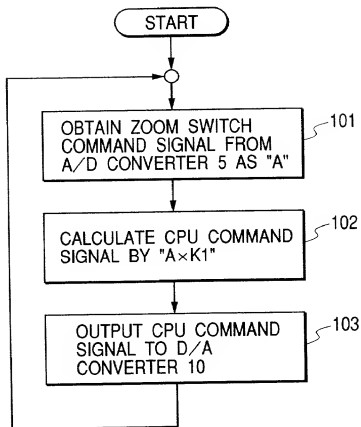 START
OBTAIN ZOOM SWITCH
COMMAND SIGNAL FROM
A/D CONVERTER 5 AS "A"
101
CALCULATE CPU COMMAND
SIGNAL BY "A×K1"
102
OUTPUT CPU COMMAND
SIGNAL TO D/A
CONVERTER 10
103